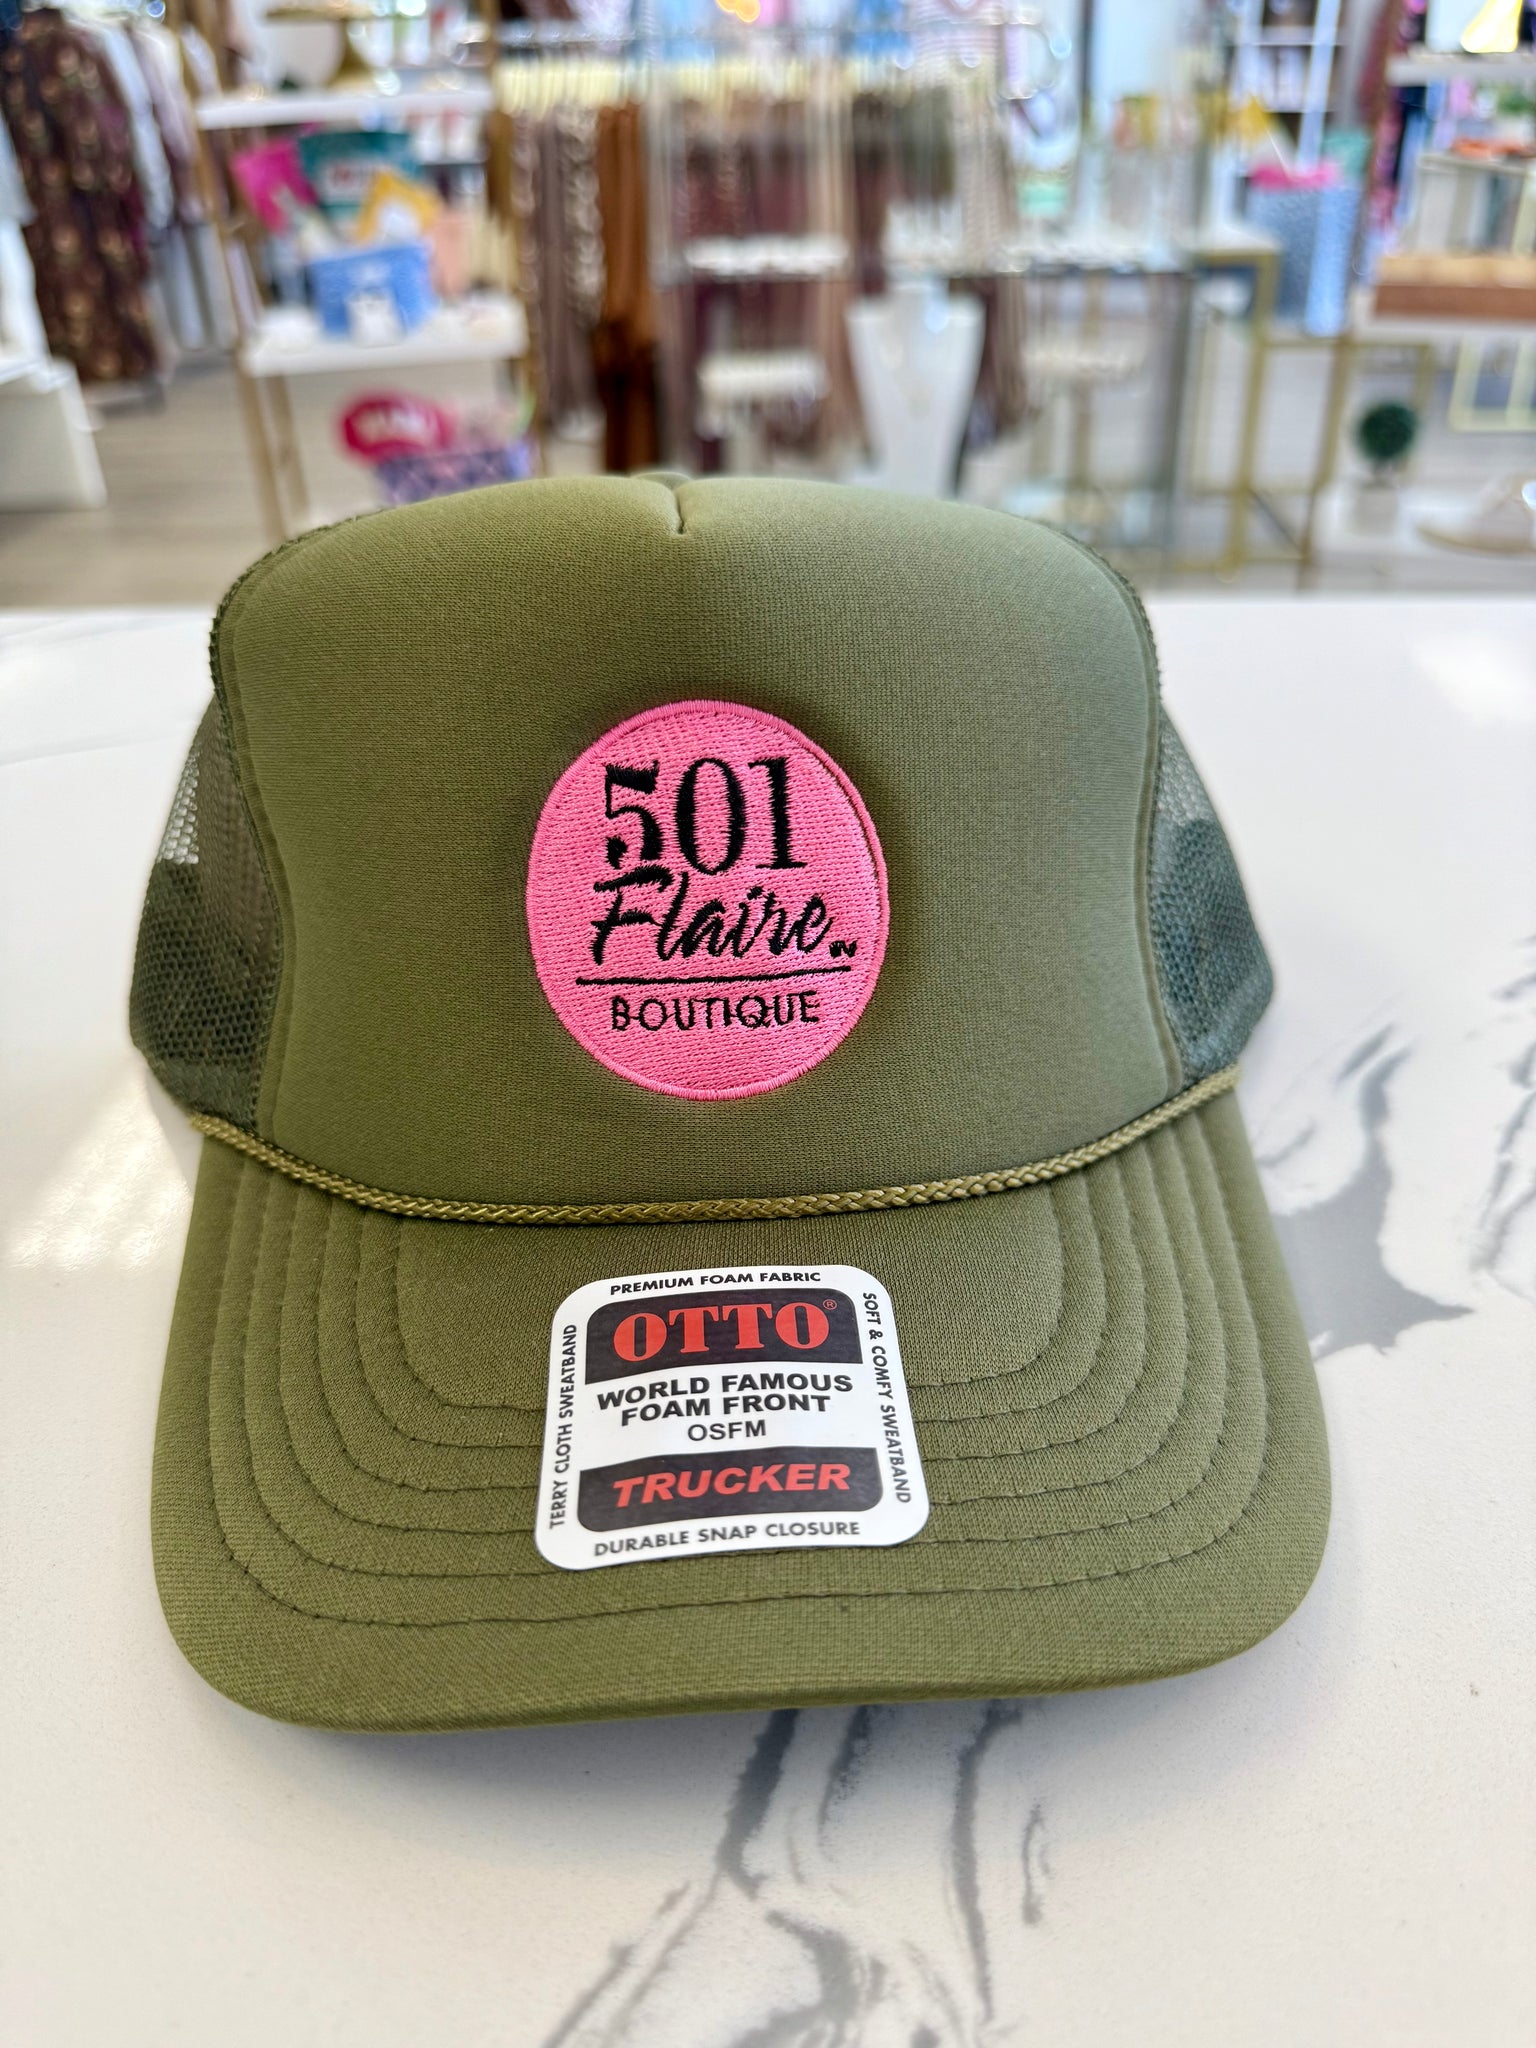 501
Flaire
BOUTIQUE
PREMIUM FOAM FABRIC
OTTO®
WORLD FAMOUS
FOAM FRONT
OSFM
TRUCKER
DURABLE SNAP CLOSURE
TERRY CLOTH SWEATBAND
SOFT & COMFY SWEATBAND